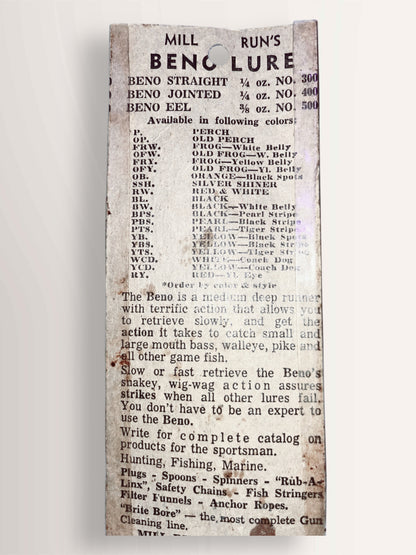 MILL RUN'S
BENO LURE
BENO STRAIGHT ¼ oz. NO. 300
BENO JOINTED ¼ oz. NO. 400
BENO EEL ⅜ oz. NO. 500
Available in following colors:
P. PERCH
OP. OLD PERCH
FRW. FROG—White Belly
OFW. OLD FROG—W. Belly
FRY. FROG—Yellow Belly
OFY. OLD FROG—Yl. Belly
OB. ORANGE—Black Spots
SSH. SILVER SHINER
RW. RED & WHITE
BL. BLACK
BW. BLACK—White Belly
BPS. BLACK—Pearl Stripe
PBS. PEARL—Black Stripe
PTS. PEARL—Tiger Stripe
YB. YELLOW—Black Spots
YBS. YELLOW—Black Stripe
YTS. YELLOW—Tiger Stripe
WCD. WHITE—Coach Dog
YCD. YELLOW—Coach Dog
RY. RED—Yl. Eye
*Order by color & style
The Beno is a medium deep runner
with terrific action that allows you
to retrieve slowly, and get the
action it takes to catch small and
large mouth bass, walleye, pike and
all other game fish.
Slow or fast retrieve the Beno's
snakey, wig-wag action assures
strikes when all other lures fail.
You don't have to be an expert to
use the Beno.
Write for complete catalog on
products for the sportsman.
Hunting, Fishing, Marine.
Plugs - Spoons - Spinners - "Rub-A-
Linx", Safety Chains - Fish Stringers
Filter Funnels - Anchor Ropes.
"Brite Bore" — the most complete Gun
Cleaning line.